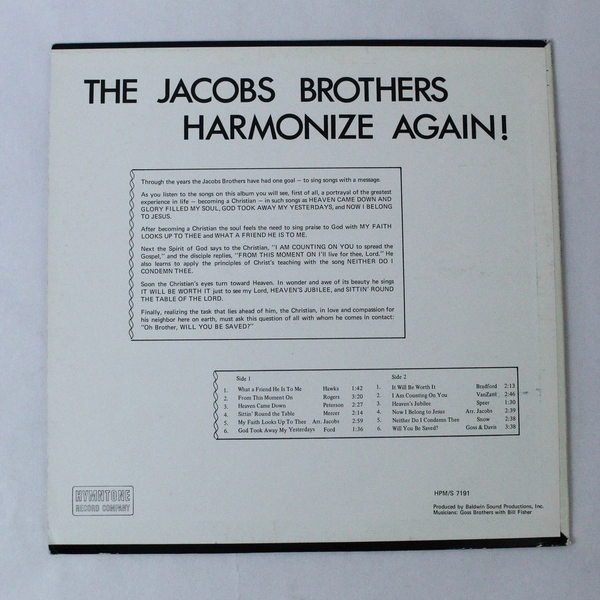 THE JACOBS BROTHERS
HARMONIZE AGAIN!
Through the years the Jacobs Brothers have had one goal — to sing songs with a message.
As you listen to the songs on this album you will see, first of all, a portrayal of the greatest
experience in life — becoming a Christian — in such songs as HEAVEN CAME DOWN AND
GLORY FILLED MY SOUL, GOD TOOK AWAY MY YESTERDAYS, and NOW I BELONG
TO JESUS.
After becoming a Christian the soul feels the need to sing praise to God with MY FAITH
LOOKS UP TO THEE and WHAT A FRIEND HE IS TO ME.
Next the Spirit of God says to the Christian, "I AM COUNTING ON YOU to spread the
Gospel," and the disciple replies, "FROM THIS MOMENT ON I'll live for thee, Lord." He
also learns to apply the principles of Christ's teaching with the song NEITHER DO I
CONDEMN THEE.
Soon the Christian's eyes turn toward Heaven. In wonder and awe of its beauty he sings
IT WILL BE WORTH IT just to see my Lord, HEAVEN'S JUBILEE, and SITTIN' ROUND
THE TABLE OF THE LORD.
Finally, realizing the task that lies ahead of him, the Christian, in love and compassion for
his neighbor here on earth, must ask this question of all with whom he comes in contact:
"Oh Brother, WILL YOU BE SAVED?"
Side 1
1. What a Friend He Is To Me Hawks 1:42
2. From This Moment On Rogers 3:20
3. Heaven Came Down Peterson 2:27
4. Sittin' Round the Table Messer 2:14
5. My Faith Looks Up To Thee Arr. Jacobs 2:59
6. God Took Away My Yesterdays Ford 1:36
Side 2
1. It Will Be Worth It Bradford 2:13
2. I Am Counting On You VanZant 2:46
3. Heaven's Jubilee Speer 1:30
4. Now I Belong to Jesus Arr. Jacobs 2:39
5. Neither Do I Condemn Thee Snow 2:38
6. Will You Be Saved? Goss & Davis 3:38
HYMNTONE
RECORD COMPANY
HPM/S 7191
Produced by Baldwin Sound Productions, Inc.
Musicians: Goss Brothers with Bill Fisher